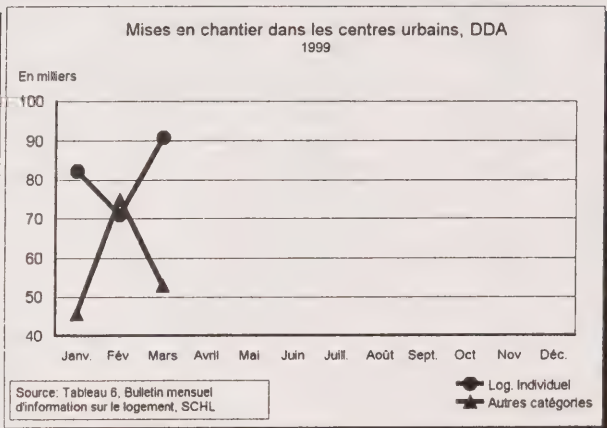 Mises en chantier dans les centres urbains, DDA
1999
En milliers
100
90
80
70
60
50
40
Janv. Fév Mars Avril Mai Juin Juill. Août Sept. Oct Nov Déc.
Source: Tableau 6, Bulletin mensuel
d'information sur le logement, SCHL
Log. Individuel
Autres catégories